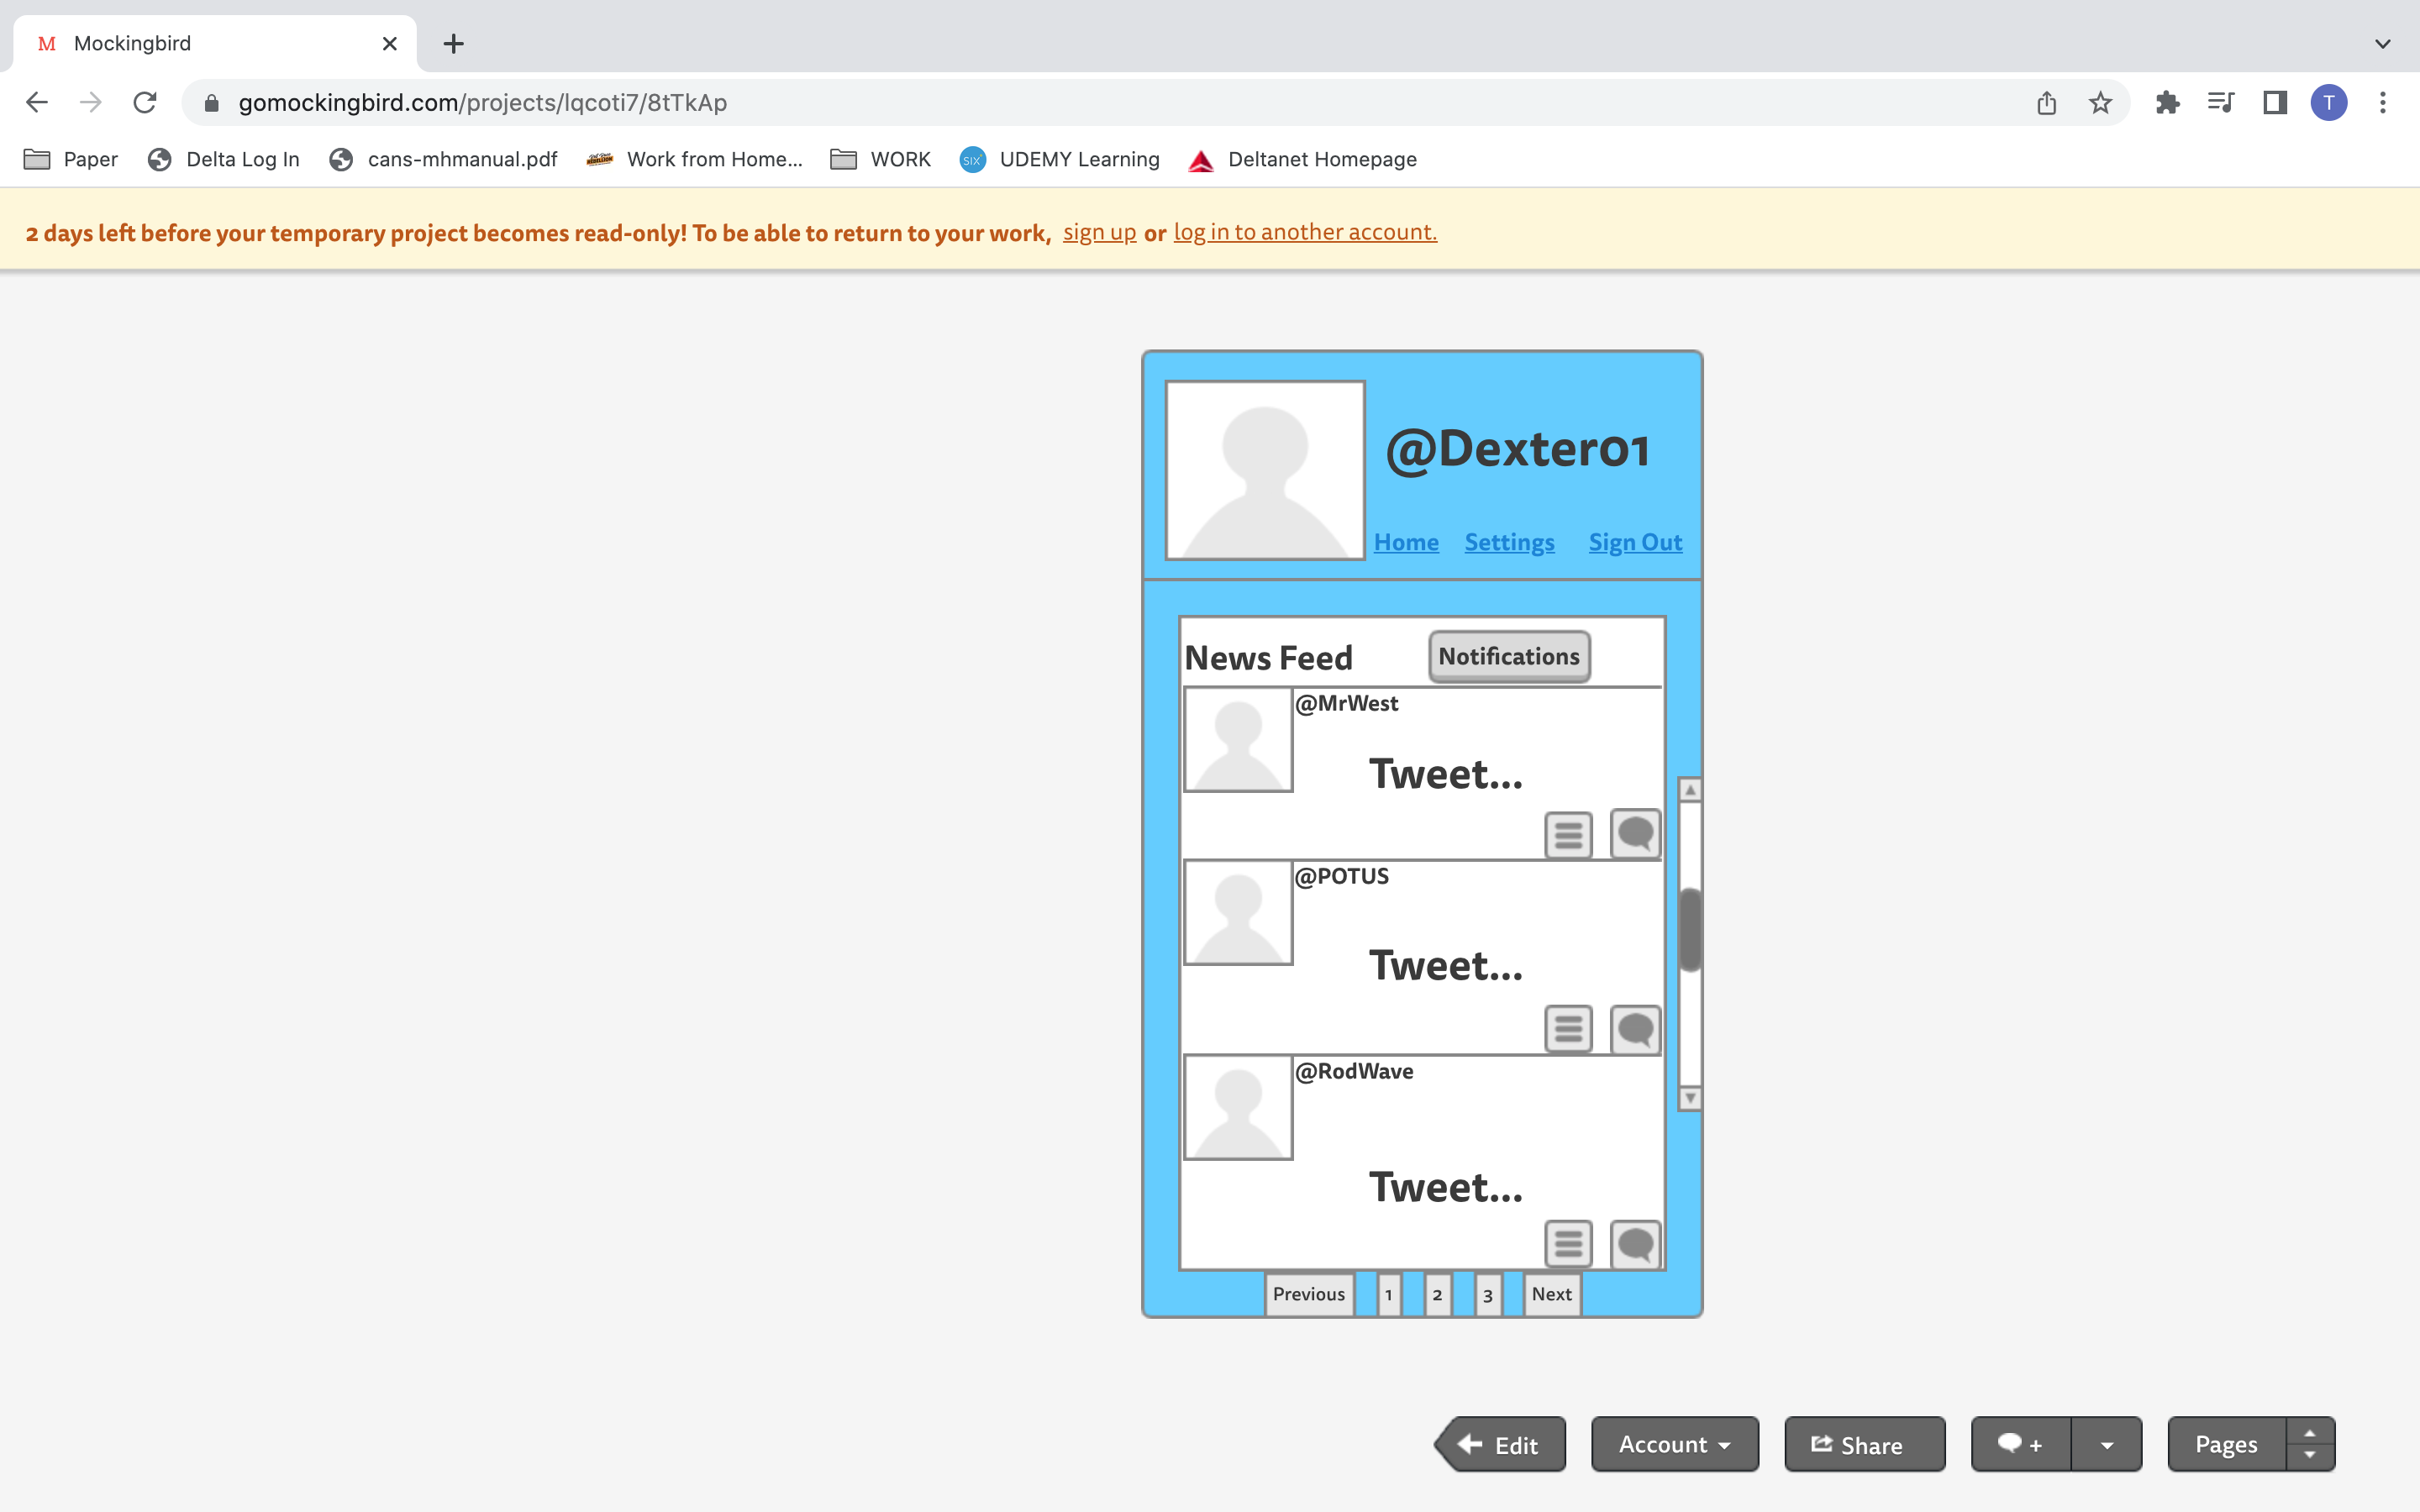 M Mockingbird
gomockingbird.com/projects/lqcoti7/8tTkAp
T
Paper Delta Log In cans-mhmanual.pdf Work from Home... WORK SIX UDEMY Learning Deltanet Homepage
2 days left before your temporary project becomes read-only! To be able to return to your work, sign up or log in to another account.
@Dexter01
Home Settings Sign Out
News Feed Notifications
@MrWest
Tweet...
@POTUS
Tweet...
@RodWave
Tweet...
Previous 1 2 3 Next
Edit Account Share + Pages